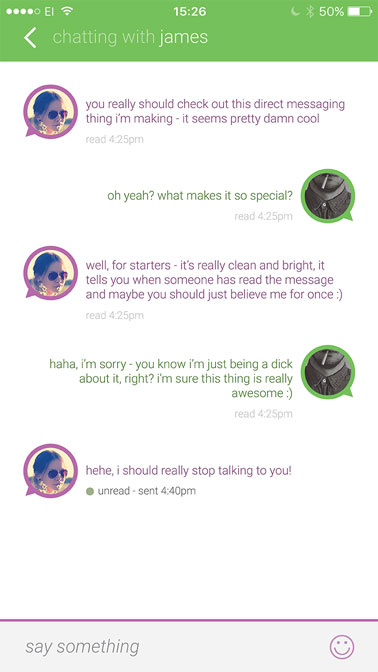 EI 15:26 50%
chatting with james
you really should check out this direct messaging
thing i'm making - it seems pretty damn cool
read 4:25pm
oh yeah? what makes it so special?
read 4:25pm
well, for starters - it's really clean and bright, it
tells you when someone has read the message
and maybe you should just believe me for once :)
read 4:25pm
haha, i'm sorry - you know i'm just being a dick
about it, right? i'm sure this thing is really
awesome :)
read 4:25pm
hehe, i should really stop talking to you!
unread - sent 4:40pm
say something